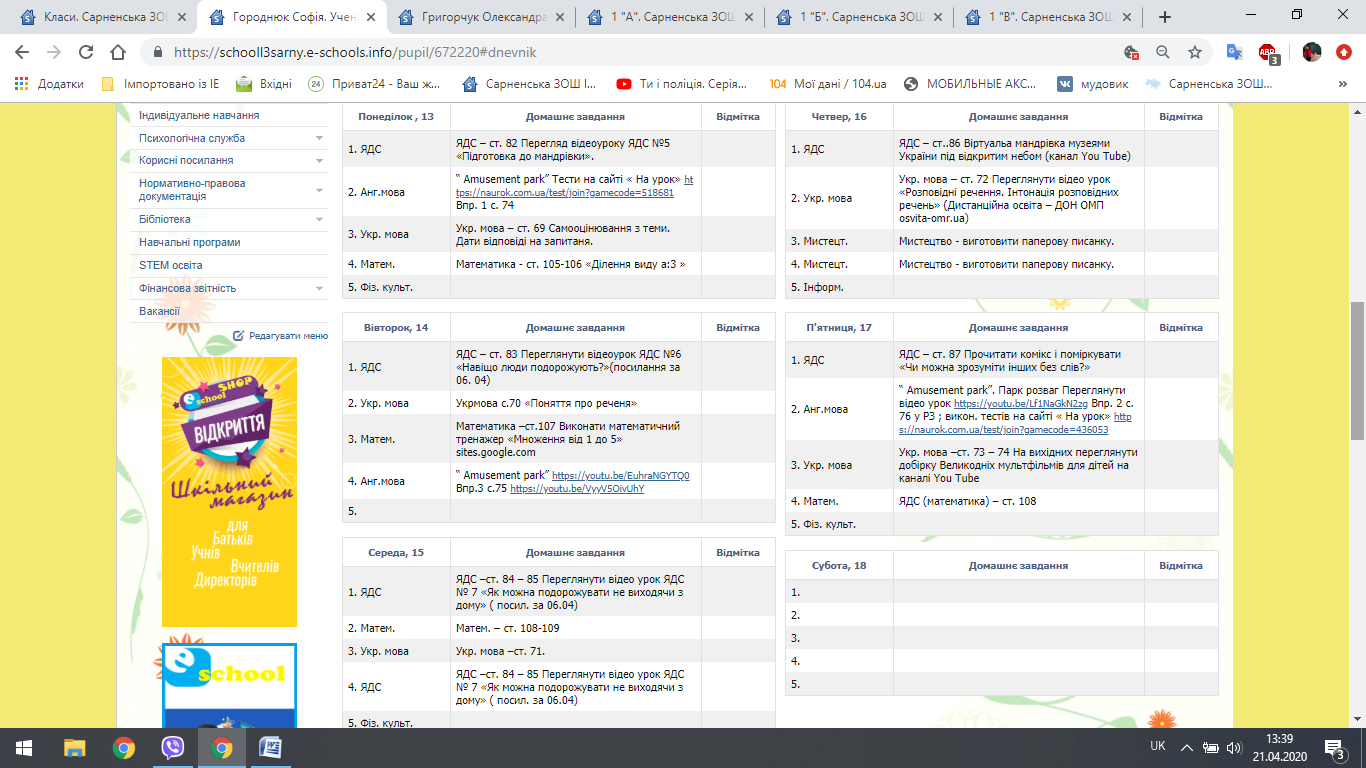 Класи. Сарненська ЗОШ
Городнюк Софія. Учен
Григорчук Олександра
1 "А". Сарненська ЗОШ
1 "Б". Сарненська ЗОШ
1 "В". Сарненська ЗОШ
https://schooll3sarny.e-schools.info/pupil/672220#dnevnik
ABP
3
Додатки
Імпортовано із IE
Вхідні
24 Приват24 - Ваш ж...
Сарненська ЗОШ І...
Ти і поліція. Серія...
104 Мої дані / 104.ua
МОБИЛЬНЫЕ АКС...
мудовик
Сарненська ЗОШ...
»
Індивідуальне навчання
Психологічна служба
Корисні посилання
Нормативно-правова
документація
Бібліотека
Навчальні програми
STEM освіта
Фінансова звітність
Вакансії
Редагувати меню
e school SHOP
ВІДКРИТТЯ
Шкільний
магазин
для
Батьків
Учнів
Вчителів
Директорів
e school
Понеділок , 13 Домашнє завдання Відмітка
1. ЯДС ЯДС – ст. 82 Перегляд відеоуроку ЯДС №5
«Підготовка до мандрівки».
2. Анг.мова " Amusement park" Тести на сайті « На урок» ht
tps://naurok.com.ua/test/join?gamecode=518681
Впр. 1 с. 74
3. Укр. мова Укр. мова – ст. 69 Самооцінювання з теми.
Дати відповіді на запитаня.
4. Матем. Математика - ст. 105-106 «Ділення виду а:3 »
5. Фіз. культ.
Вівторок, 14 Домашнє завдання Відмітка
1. ЯДС ЯДС – ст. 83 Переглянути відеоурок ЯДС №6
«Навіщо люди подорожують?»(посилання за
06. 04)
2. Укр. мова Укрмова с.70 «Поняття про реченя»
3. Матем. Математика –ст.107 Виконати математичний
тренажер «Множення від 1 до 5»
sites.google.com
4. Анг.мова " Amusement park" https://youtu.be/EuhraNGYTQ0
Впр.3 с.75 https://youtu.be/VyyV5OivUhY
5.
Середа, 15 Домашнє завдання Відмітка
1. ЯДС ЯДС –ст. 84 – 85 Переглянути відео урок ЯДС
№ 7 «Як можна подорожувати не виходячи з
дому» ( посил. за 06.04)
2. Матем. Матем. – ст. 108-109
3. Укр. мова Укр. мова –ст. 71.
4. ЯДС ЯДС –ст. 84 – 85 Переглянути відео урок ЯДС
№ 7 «Як можна подорожувати не виходячи з
дому» ( посил. за 06.04)
5. Фіз. культ.
Четвер, 16 Домашнє завдання Відмітка
1. ЯДС ЯДС – ст..86 Віртуальа мандрівка музеями
України під відкритим небом (канал You Tube)
2. Укр. мова Укр. мова – ст. 72 Переглянути відео урок
«Розповідні речення. Інтонація розповідних
речень» (Дистанційна освіта – ДОН ОМП
osvita-omr.ua)
3. Мистецт. Мистецтво - виготовити паперову писанку.
4. Мистецт. Мистецтво - виготовити паперову писанку.
5. Інформ.
П'ятниця, 17 Домашнє завдання Відмітка
1. ЯДС ЯДС – ст. 87 Прочитати комікс і поміркувати
«Чи можна зрозуміти інших без слів?»
2. Анг.мова " Amusement park". Парк розваг Переглянути
відео урок https://youtu.be/Lf1NaGkN2zg Впр. 2 с.
76 у РЗ ; викон. тестів на сайті « На урок» http
s://naurok.com.ua/test/join?gamecode=436053
3. Укр. мова Укр. мова –ст. 73 – 74 На вихідних переглянути
добірку Великодніх мультфільмів для дітей на
каналі You Tube
4. Матем. ЯДС (математика) – ст. 108
5. Фіз. культ.
Субота, 18 Домашнє завдання Відмітка
1.
2.
3.
4.
5.
UK
13:39
21.04.2020
3